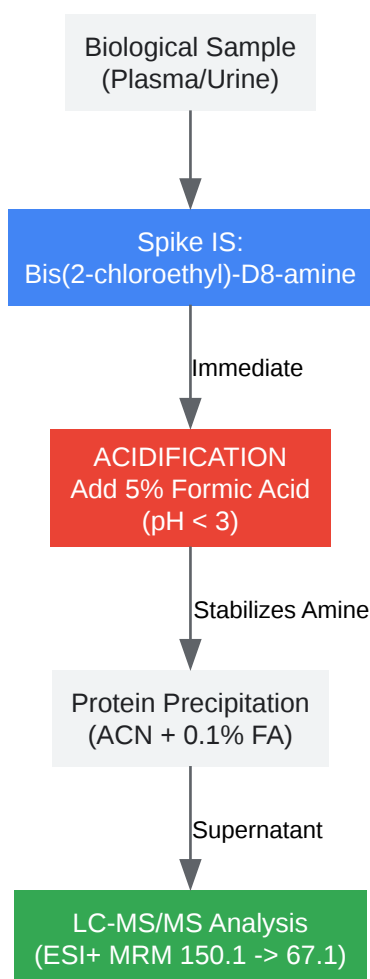 Biological Sample
(Plasma/Urine)
Spike IS:
Bis(2-chloroethyl)-D8-amine
Immediate
ACIDIFICATION
Add 5% Formic Acid
(pH < 3)
Stabilizes Amine
Protein Precipitation
(ACN + 0.1% FA)
Supernatant
LC-MS/MS Analysis
(ESI+ MRM 150.1 -> 67.1)